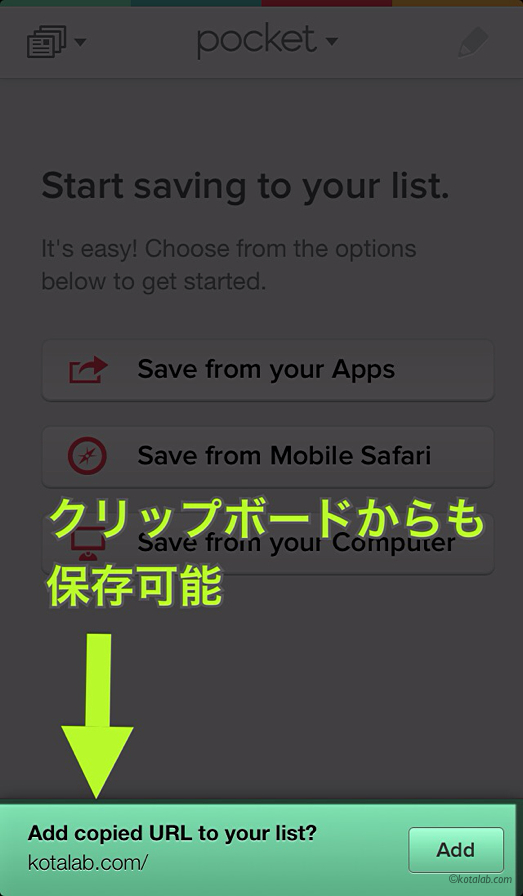 pocket
Start saving to your list.
It's easy! Choose from the options
below to get started.
Save from your Apps
Save from Mobile Safari
クリップボードからも
Save from your Computer
保存可能
Add copied URL to your list?
kotalab.com/
Add
©kotalab.com